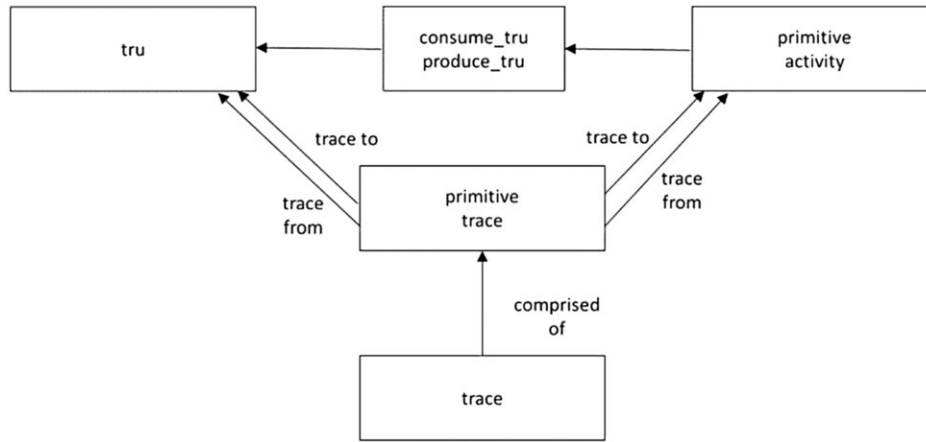 tru
consume_tru
produce_tru
primitive
activity
trace to
trace to
trace
from
primitive
trace
trace
from
comprised
of
trace